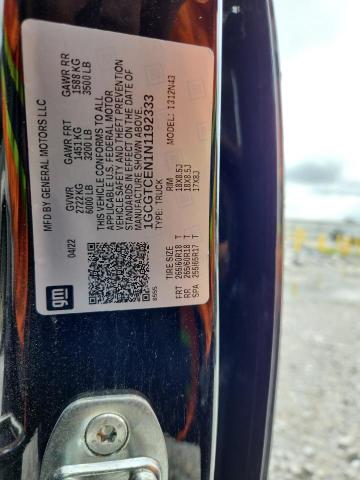 MFD BY GENERAL MOTORS LLC
04/22
GVWR GAWR FRT GAWR RR
2722 KG 1451 KG 1588 KG
6000 LB 3200 LB 3500 LB
THIS VEHICLE CONFORMS TO ALL
APPLICABLE U.S. FEDERAL MOTOR
VEHICLE SAFETY AND THEFT PREVENTION
STANDARDS IN EFFECT ON THE DATE OF
MANUFACTURE SHOWN ABOVE.
1GCGTCEN1N1192333
TYPE: TRUCK MODEL: 1312N43
TIRE SIZE RIM
FRT 265/60R18 T 18X8.5J
RR 265/60R18 T 18X8.5J
SPA 255/65R17 T 17X8J
gm